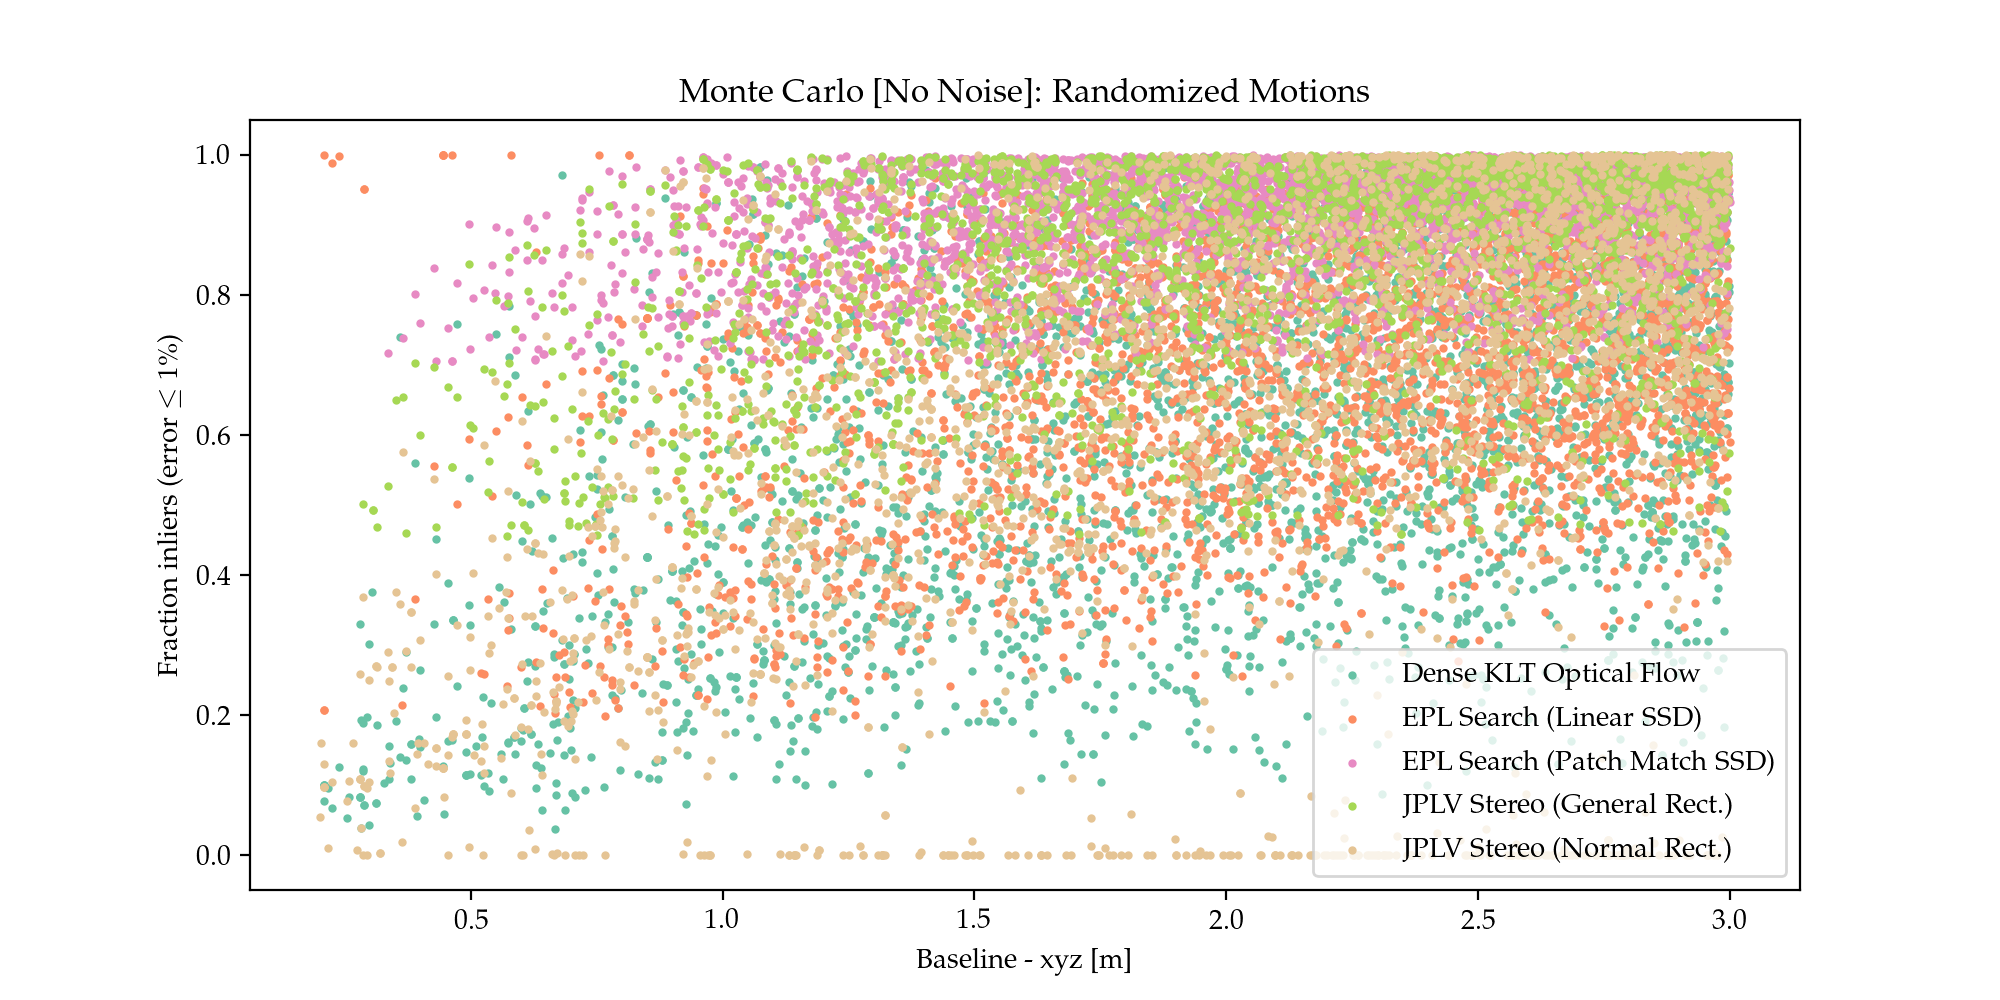 Monte Carlo [No Noise]: Randomized Motions
Fraction inliers (error ≤ 1%)
1.0
0.8
0.6
0.4
0.2
0.0
0.5
1.0
1.5
2.0
2.5
3.0
Baseline - xyz [m]
Dense KLT Optical Flow
EPL Search (Linear SSD)
EPL Search (Patch Match SSD)
JPLV Stereo (General Rect.)
JPLV Stereo (Normal Rect.)